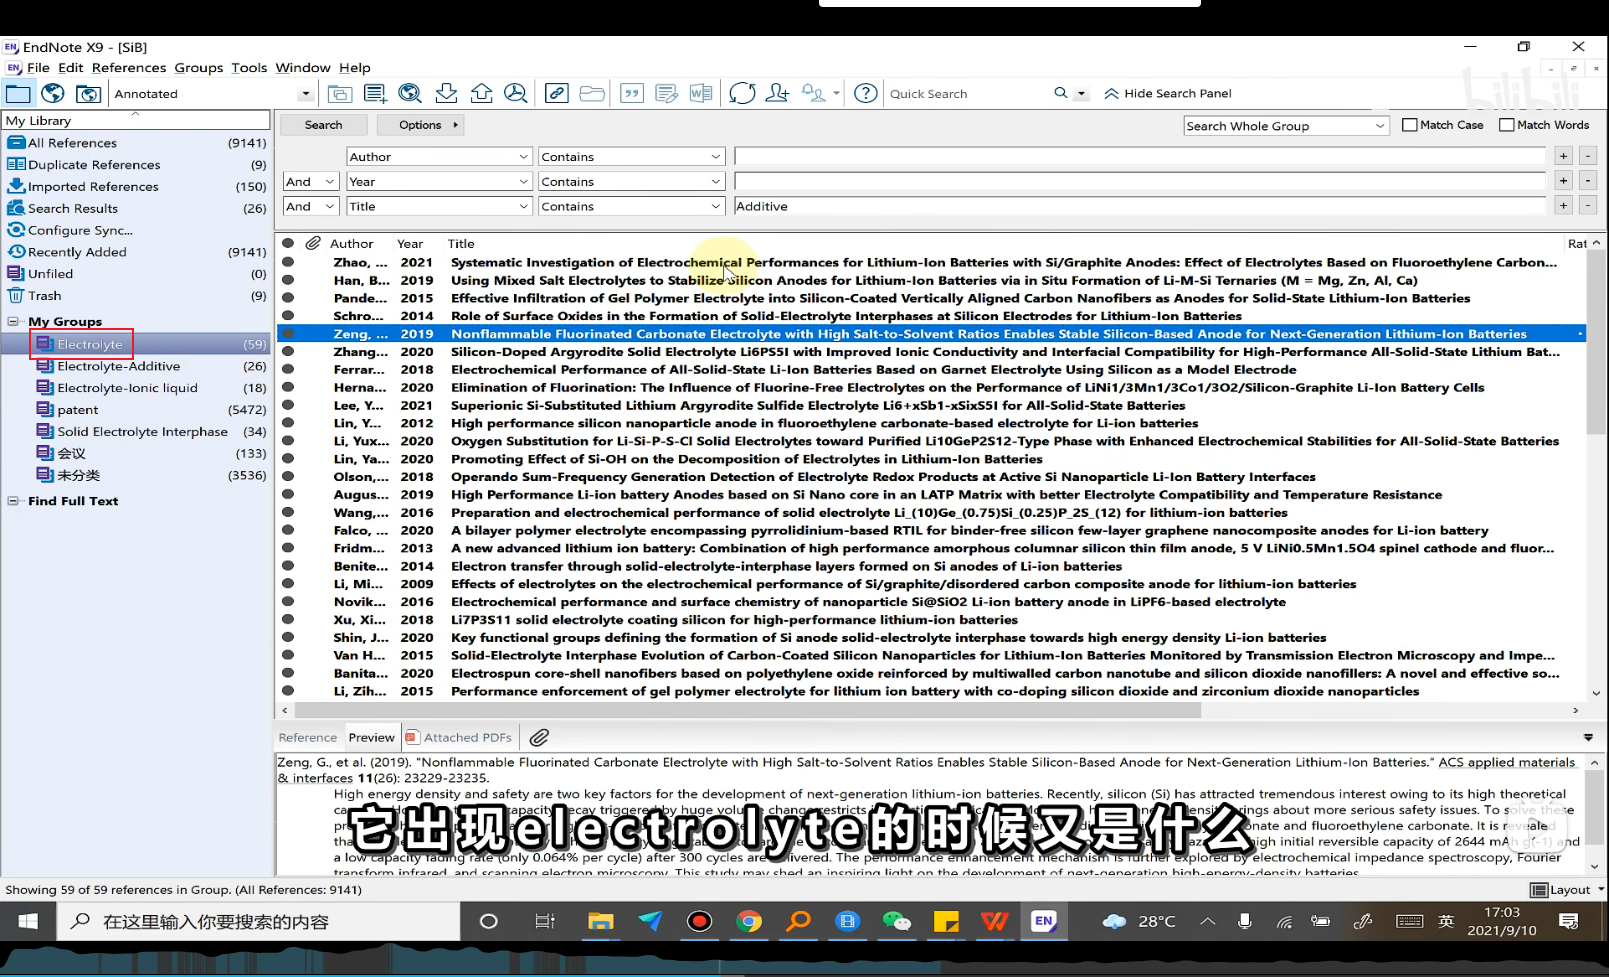 EN EndNote X9 - [SiB]
EN File Edit References Groups Tools Window Help
bilibili
Annotated
Quick Search
Hide Search Panel
My Library
All References (9141)
Duplicate References (9)
Imported References (150)
Search Results (26)
Configure Sync...
Recently Added (9141)
Unfiled (0)
Trash (9)
My Groups
Electrolyte (59)
Electrolyte-Additive (26)
Electrolyte-Ionic liquid (18)
patent (5472)
Solid Electrolyte Interphase (34)
会议 (133)
未分类 (3536)
Find Full Text
Search Options Search Whole Group Match Case Match Words
Author Contains + -
And Year Contains + -
And Title Contains Additive + -
Author Year Title Rat
Zhao, ... 2021 Systematic Investigation of Electrochemical Performances for Lithium-Ion Batteries with Si/Graphite Anodes: Effect of Electrolytes Based on Fluoroethylene Carbon...
Han, B... 2019 Using Mixed Salt Electrolytes to Stabilize Silicon Anodes for Lithium-Ion Batteries via in Situ Formation of Li-M-Si Ternaries (M = Mg, Zn, Al, Ca)
Pande... 2015 Effective Infiltration of Gel Polymer Electrolyte into Silicon-Coated Vertically Aligned Carbon Nanofibers as Anodes for Solid-State Lithium-Ion Batteries
Schro... 2014 Role of Surface Oxides in the Formation of Solid-Electrolyte Interphases at Silicon Electrodes for Lithium-Ion Batteries
Zeng, ... 2019 Nonflammable Fluorinated Carbonate Electrolyte with High Salt-to-Solvent Ratios Enables Stable Silicon-Based Anode for Next-Generation Lithium-Ion Batteries
Zhang... 2020 Silicon-Doped Argyrodite Solid Electrolyte Li6PS5I with Improved Ionic Conductivity and Interfacial Compatibility for High-Performance All-Solid-State Lithium Bat...
Ferrar... 2018 Electrochemical Performance of All-Solid-State Li-Ion Batteries Based on Garnet Electrolyte Using Silicon as a Model Electrode
Herna... 2020 Elimination of Fluorination: The Influence of Fluorine-Free Electrolytes on the Performance of LiNi1/3Mn1/3Co1/3O2/Silicon-Graphite Li-Ion Battery Cells
Lee, Y... 2021 Superionic Si-Substituted Lithium Argyrodite Sulfide Electrolyte Li6+xSb1-xSixS5I for All-Solid-State Batteries
Lin, Y... 2012 High performance silicon nanoparticle anode in fluoroethylene carbonate-based electrolyte for Li-ion batteries
Li, Yux... 2020 Oxygen Substitution for Li-Si-P-S-Cl Solid Electrolytes toward Purified Li10GeP2S12-Type Phase with Enhanced Electrochemical Stabilities for All-Solid-State Batteries
Lin, Ya... 2020 Promoting Effect of Si-OH on the Decomposition of Electrolytes in Lithium-Ion Batteries
Olson,... 2018 Operando Sum-Frequency Generation Detection of Electrolyte Redox Products at Active Si Nanoparticle Li-Ion Battery Interfaces
Augus... 2019 High Performance Li-ion battery Anodes based on Si Nano core in an LATP Matrix with better Electrolyte Compatibility and Temperature Resistance
Wang,... 2016 Preparation and electrochemical performance of solid electrolyte Li_(10)Ge_(0.75)Si_(0.25)P_2S_(12) for lithium-ion batteries
Falco, ... 2020 A bilayer polymer electrolyte encompassing pyrrolidinium-based RTIL for binder-free silicon few-layer graphene nanocomposite anodes for Li-ion battery
Fridm... 2013 A new advanced lithium ion battery: Combination of high performance amorphous columnar silicon thin film anode, 5 V LiNi0.5Mn1.5O4 spinel cathode and fluor...
Benite... 2014 Electron transfer through solid-electrolyte-interphase layers formed on Si anodes of Li-ion batteries
Li, Mi... 2009 Effects of electrolytes on the electrochemical performance of Si/graphite/disordered carbon composite anode for lithium-ion batteries
Novik... 2016 Electrochemical performance and surface chemistry of nanoparticle Si@SiO2 Li-ion battery anode in LiPF6-based electrolyte
Xu, Xi... 2018 Li7P3S11 solid electrolyte coating silicon for high-performance lithium-ion batteries
Shin, J... 2020 Key functional groups defining the formation of Si anode solid-electrolyte interphase towards high energy density Li-ion batteries
Van H... 2015 Solid-Electrolyte Interphase Evolution of Carbon-Coated Silicon Nanoparticles for Lithium-Ion Batteries Monitored by Transmission Electron Microscopy and Impe...
Banita... 2020 Electrospun core-shell nanofibers based on polyethylene oxide reinforced by multiwalled carbon nanotube and silicon dioxide nanofillers: A novel and effective so...
Li, Zih... 2015 Performance enforcement of gel polymer electrolyte for lithium ion battery with co-doping silicon dioxide and zirconium dioxide nanoparticles
Reference Preview Attached PDFs
Zeng, G., et al. (2019). "Nonflammable Fluorinated Carbonate Electrolyte with High Salt-to-Solvent Ratios Enables Stable Silicon-Based Anode for Next-Generation Lithium-Ion Batteries." ACS applied materials
& interfaces 11(26): 23229-23235.
High energy density and safety are two key factors for the development of next-generation lithium-ion batteries. Recently, silicon (Si) has attracted tremendous interest owing to its high theoretical
capacity decay triggered by huge volume change restricts about more serious safety issues. To solve these
and fluoroethylene carbonate. It is revealed
high initial reversible capacity of 2644 mAh g(-1) and
a low capacity fading rate (only 0.064% per cycle) after 300 cycles are delivered. The performance enhancement mechanism is further explored by electrochemical impedance spectroscopy, Fourier
transform infrared, and scanning electron microscopy. This study may shed an inspiring light on the development of next-generation high-energy-density batteries.
它出现electrolyte的时候又是什么
Showing 59 of 59 references in Group. (All References: 9141) Layout
在这里输入你要搜索的内容
EN
28°C
英
17:03
2021/9/10